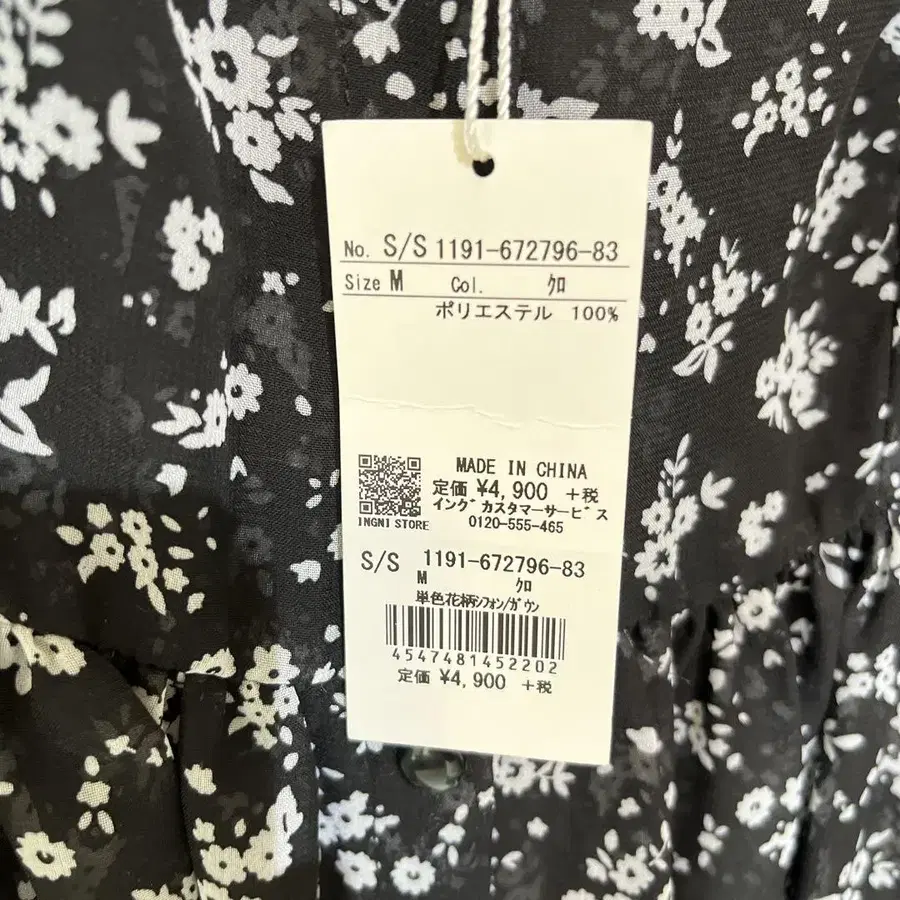 No. S/S 1191-672796-83
Size M Col. ｸﾛ
ポリエステル 100%
MADE IN CHINA
定価 ¥4,900 +税
イングカスタマーサービス
INGNI STORE
0120-555-465
S/S 1191-672796-83
M ｸﾛ
単色花柄ｼﾌｫﾝ/ｶﾞｳﾝ
4547481452202
定価 ¥4,900 +税